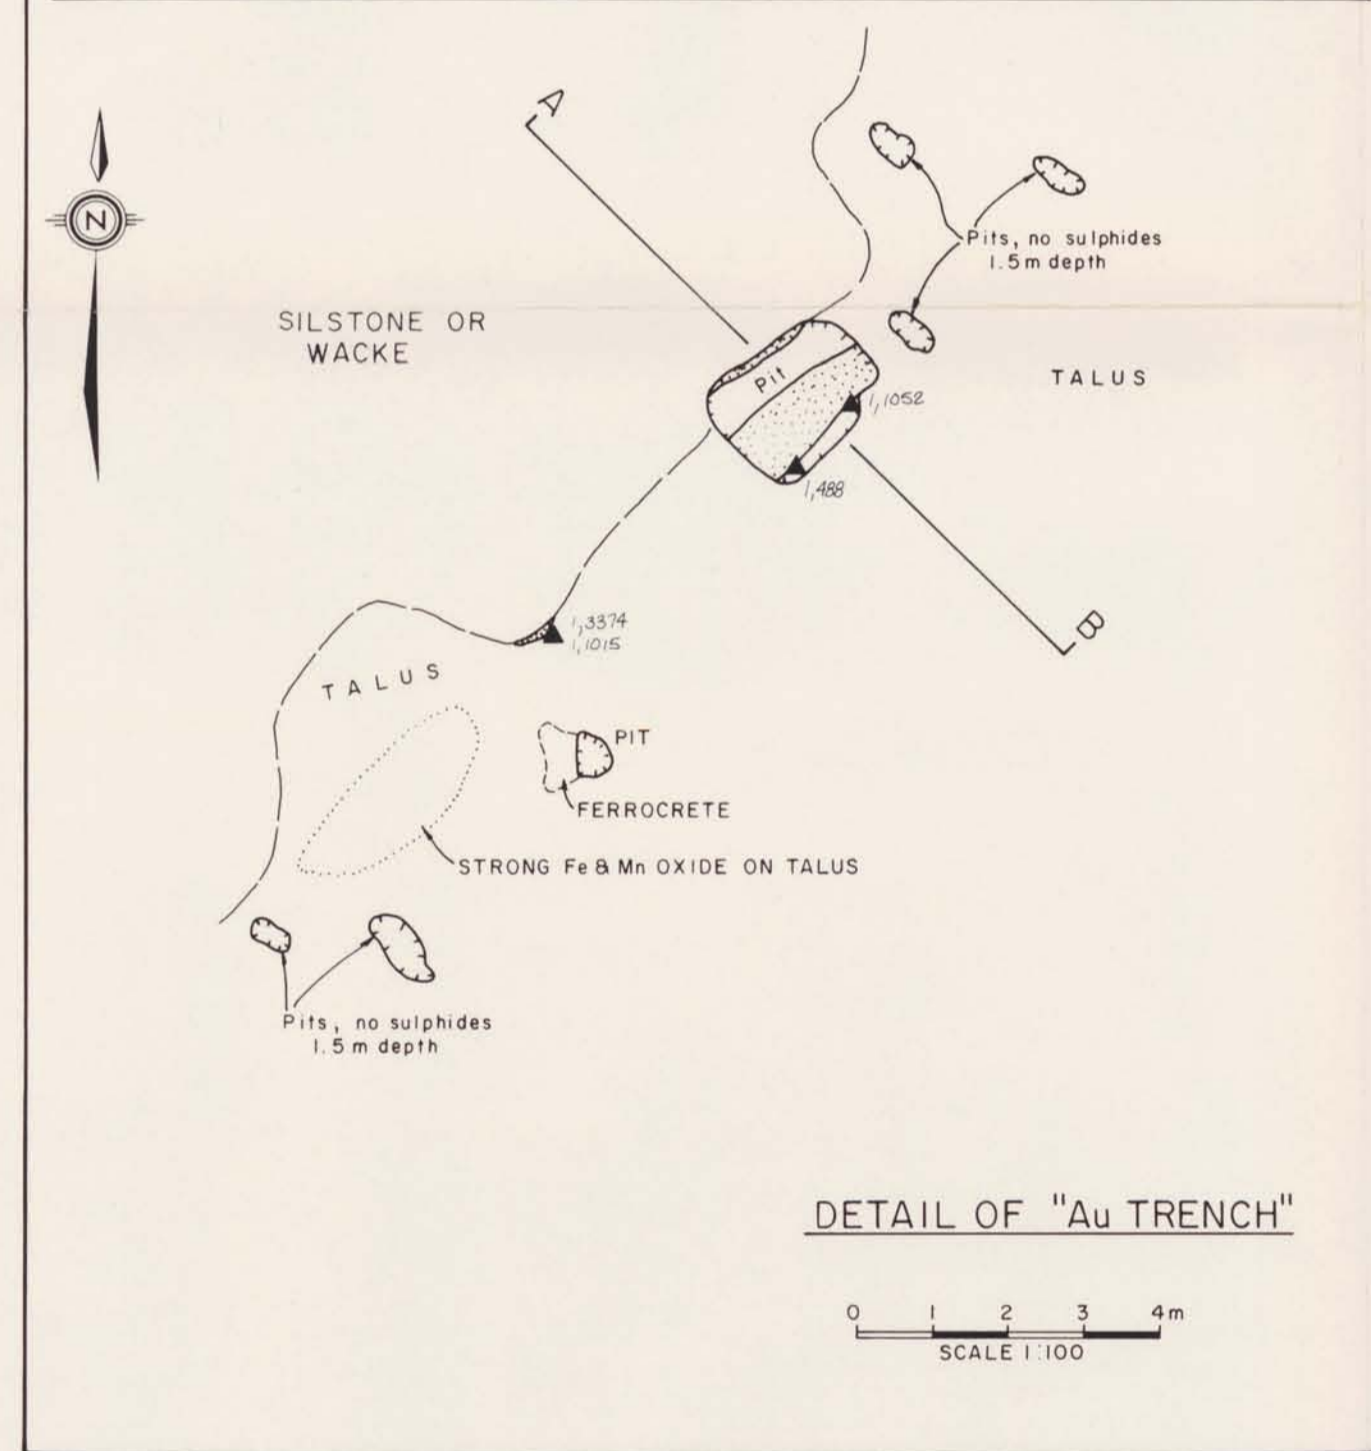 A
N
Pits, no sulphides
1.5 m depth
SILSTONE OR
WACKE
TALUS
Pit
1,1052
1,488
1,3374
1,1015
B
TALUS
PIT
FERROCRETE
STRONG Fe & Mn OXIDE ON TALUS
Pits, no sulphides
1.5 m depth
DETAIL OF "Au TRENCH"
0 1 2 3 4m
SCALE 1:100